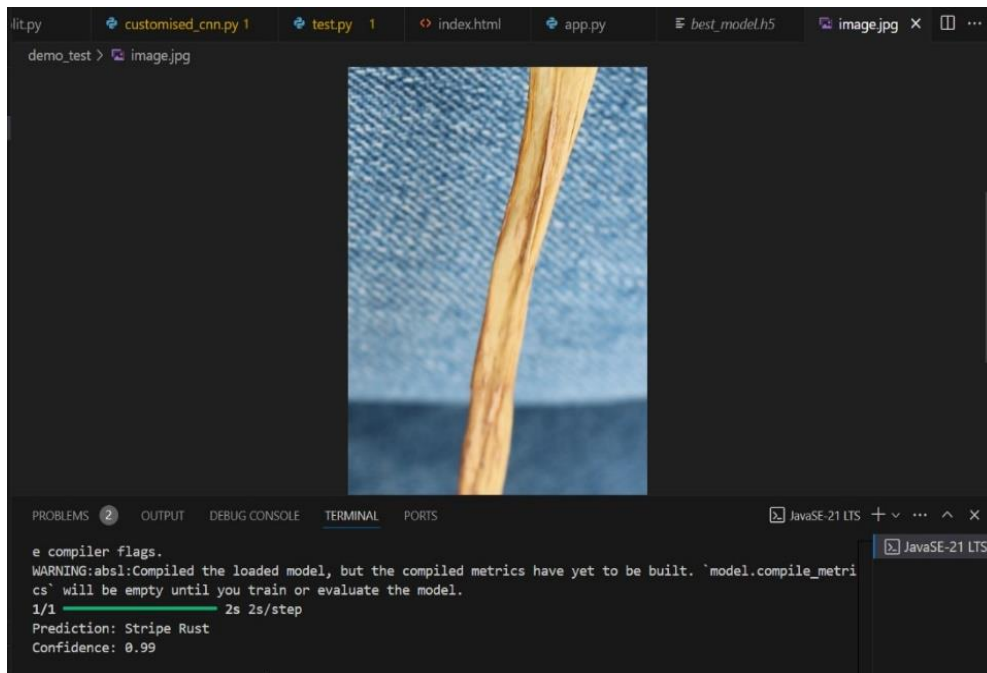 lit.py customised_cnn.py 1 test.py 1 index.html app.py best_model.h5 image.jpg
demo_test > image.jpg
PROBLEMS 2 OUTPUT DEBUG CONSOLE TERMINAL PORTS JavaSE-21 LTS
JavaSE-21 LTS
e compiler flags.
WARNING:absl:Compiled the loaded model, but the compiled metrics have yet to be built. `model.compile_metri
cs` will be empty until you train or evaluate the model.
1/1 2s 2s/step
Prediction: Stripe Rust
Confidence: 0.99